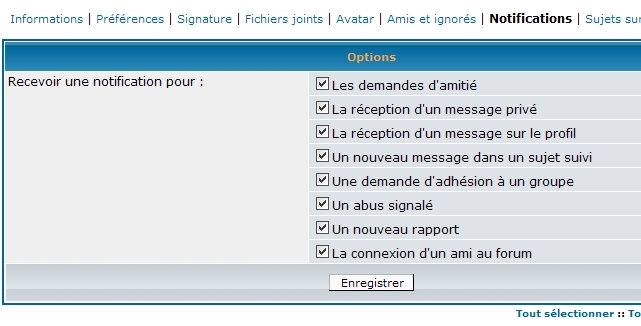 Informations | Préférences | Signature | Fichiers joints | Avatar | Amis et ignorés | Notifications | Sujets sur
Options
Recevoir une notification pour :
Les demandes d'amitié
La réception d'un message privé
La réception d'un message sur le profil
Un nouveau message dans un sujet suivi
Une demande d'adhésion à un groupe
Un abus signalé
Un nouveau rapport
La connexion d'un ami au forum
Enregistrer
Tout sélectionner :: To